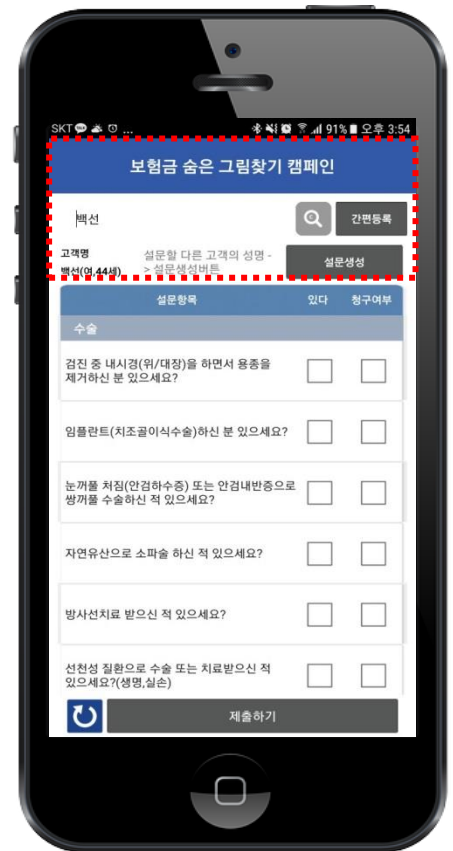 SKT ... 91% 오후 3:54
보험금 숨은 그림찾기 캠페인
백선 간편등록
고객명 설문할 다른 고객의 성명 -
백선(여,44세) > 설문생성버튼 설문생성
설문항목 있다 청구여부
수술
검진 중 내시경(위/대장)을 하면서 용종을
제거하신 분 있으세요?
임플란트(치조골이식수술)하신 분 있으세요?
눈꺼풀 처짐(안검하수증) 또는 안검내반증으로
쌍꺼풀 수술하신 적 있으세요?
자연유산으로 소파술 하신 적 있으세요?
방사선치료 받으신 적 있으세요?
선천성 질환으로 수술 또는 치료받으신 적
있으세요?(생명,실손)
제출하기